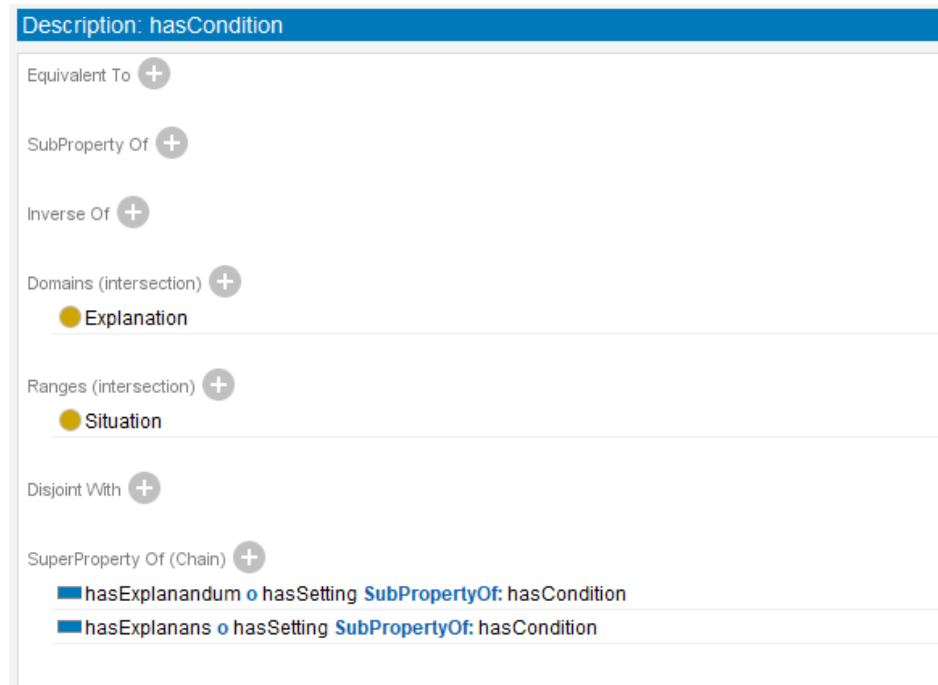 Description: hasCondition
Equivalent To
SubProperty Of
Inverse Of
Domains (intersection)
Explanation
Ranges (intersection)
Situation
Disjoint With
SuperProperty Of (Chain)
hasExplanandum o hasSetting SubPropertyOf: hasCondition
hasExplanans o hasSetting SubPropertyOf: hasCondition